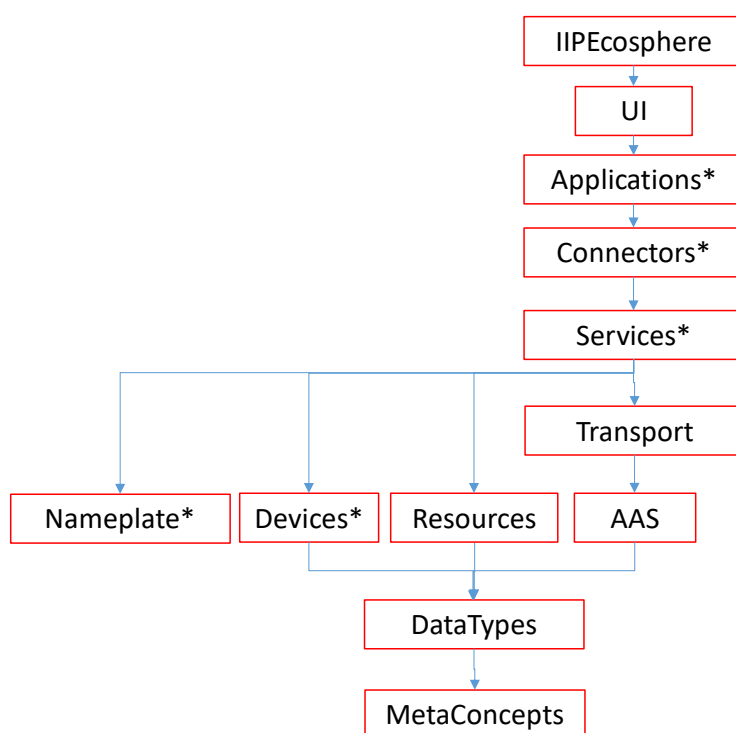 IIPEcosphere
UI
Applications*
Connectors*
Services*
Transport
Nameplate*
Devices*
Resources
AAS
DataTypes
MetaConcepts